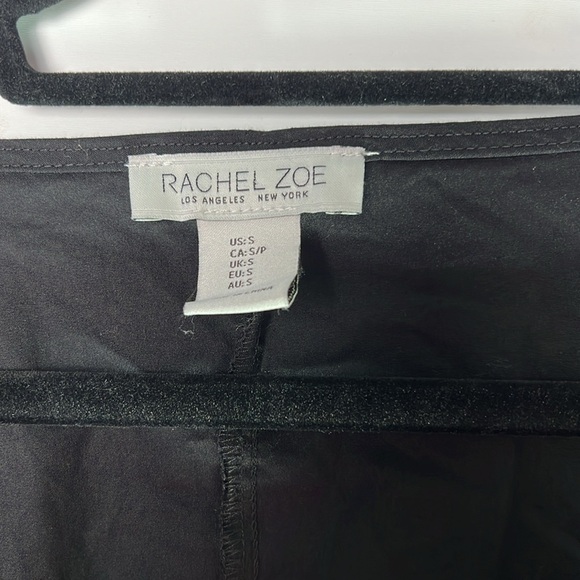 RACHEL ZOE
LOS ANGELES NEW YORK
US:S
CA:S/P
UK:S
EU:S
AU:S